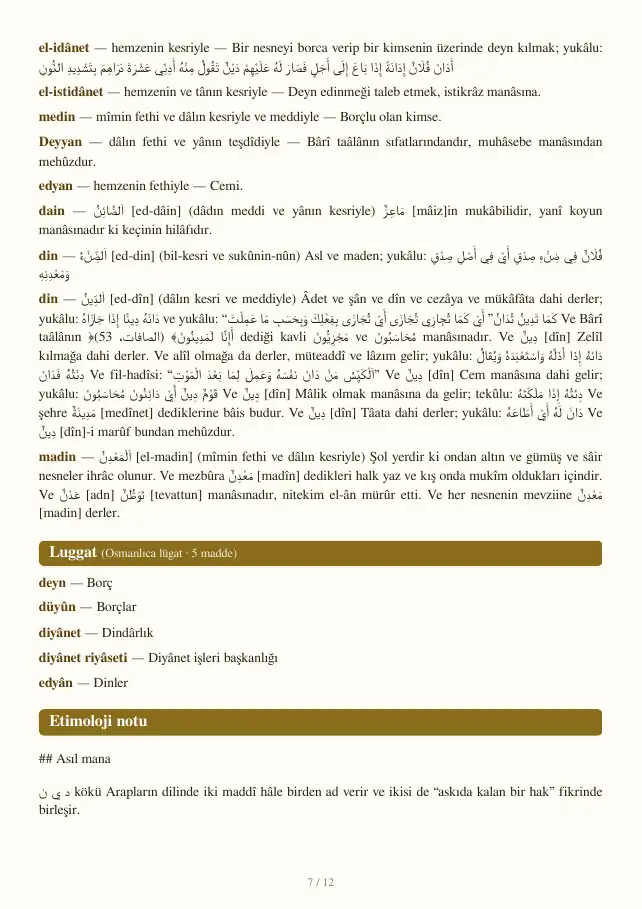 el-idânet — hemzenin kesriyle — Bir nesneyi borca verip bir kimsenin üzerinde deyn kılmak; yukâlu:
أَدَانَ فُلَانٌ إِدَانَةً إِذَا بَاعَ إِلَى أَجَلٍ فَصَارَ لَهُ عَلَيْهِمْ دَيْنٌ تَقُولُ مِنْهُ أَدِنِّي عَشَرَةَ دَرَاهِمَ بِتَشْدِيدِ النُّونِ
el-istidânet — hemzenin ve tânın kesriyle — Deyn edinmeği taleb etmek, istikrâz manâsına.
medin — mîmin fethi ve dâlın kesriyle ve meddiyle — Borçlu olan kimse.
Deyyan — dâlın fethi ve yânın teşdîdiyle — Bârî taâlânın sıfatlarındandır, muhâsebe manâsından
mehûzdur.
edyan — hemzenin fethiyle — Cemi.
dain — اَلضَّائِنُ [ed-dâin] (dâdın meddi ve yânın kesriyle) مَاعِزٌ [mâiz]in mukâbilidir, yanî koyun
manâsınadır ki keçinin hilâfıdır.
din — اَلضِّنْءُ [ed-din] (bil-kesri ve sukûnin-nûn) Asl ve maden; yukâlu: فُلَانٌ فِي ضِنْءِ صِدْقٍ أَيْ فِي أَصْلِ صِدْقٍ
وَمَعْدِنِهِ
din — اَلدِّينُ [ed-dîn] (dâlın kesri ve meddiyle) Âdet ve şân ve dîn ve cezâya ve mükâfâta dahi derler;
yukâlu: دَانَهُ دِينًا إِذَا جَازَاهُ ve yukâlu: “كَمَا تَدِينُ تُدَانُ” أَيْ كَمَا تُجَازِي تُجَازَى أَيْ تُجَازَى بِفِعْلِكَ وَبِحَسَبِ مَا عَمِلْتَ Ve Bârî
taâlânın ﴿أَإِنَّا لَمَدِينُونَ﴾ (الصافات، 53) dediği kavli مَجْزِيُّونَ ve مُحَاسَبُونَ manâsınadır. Ve دِينٌ [dîn] Zelîl
kılmağa dahi derler. Ve alîl olmağa da derler, müteaddî ve lâzım gelir; yukâlu: دَانَهُ إِذَا أَذَلَّهُ وَاسْتَعْبَدَهُ وَيُقَالُ
دِنْتُهُ فَدَانَ Ve fil-hadîsi: “اَلْكَيِّسُ مَنْ دَانَ نَفْسَهُ وَعَمِلَ لِمَا بَعْدَ الْمَوْتِ” Ve دِينٌ [dîn] Cem manâsına dahi gelir;
yukâlu: قَوْمٌ دِينٌ أَيْ دَائِنُونَ مُحَاسَبُونَ Ve دِينٌ [dîn] Mâlik olmak manâsına da gelir; tekûlu: دِنْتُهُ إِذَا مَلَكْتَهُ Ve
şehre مَدِينَةٌ [medînet] dediklerine bâis budur. Ve دِينٌ [dîn] Tâata dahi derler; yukâlu: دَانَ لَهُ أَيْ أَطَاعَهُ Ve
دِينٌ [dîn]-i marûf bundan mehûzdur.
madin — اَلْمَعْدِنُ [el-madin] (mîmin fethi ve dâlın kesriyle) Şol yerdir ki ondan altın ve gümüş ve sâir
nesneler ihrâc olunur. Ve mezbûra مَعْدِنٌ [madîn] dedikleri halk yaz ve kış onda mukîm oldukları içindir.
Ve عَدْنٌ [adn] تَوَطُّنٌ [tevattun] manâsınadır, nitekim el-ân mürûr etti. Ve her nesnenin mevziine مَعْدِنٌ
[madin] derler.
Luggat (Osmanlıca lügat · 5 madde)
deyn — Borç
düyûn — Borçlar
diyânet — Dindârlık
diyânet riyâseti — Diyânet işleri başkanlığı
edyân — Dinler
Etimoloji notu
## Asıl mana
د ي ن kökü Arapların dilinde iki maddî hâle birden ad verir ve ikisi de “askıda kalan bir hak” fikrinde
birleşir.
7 / 12